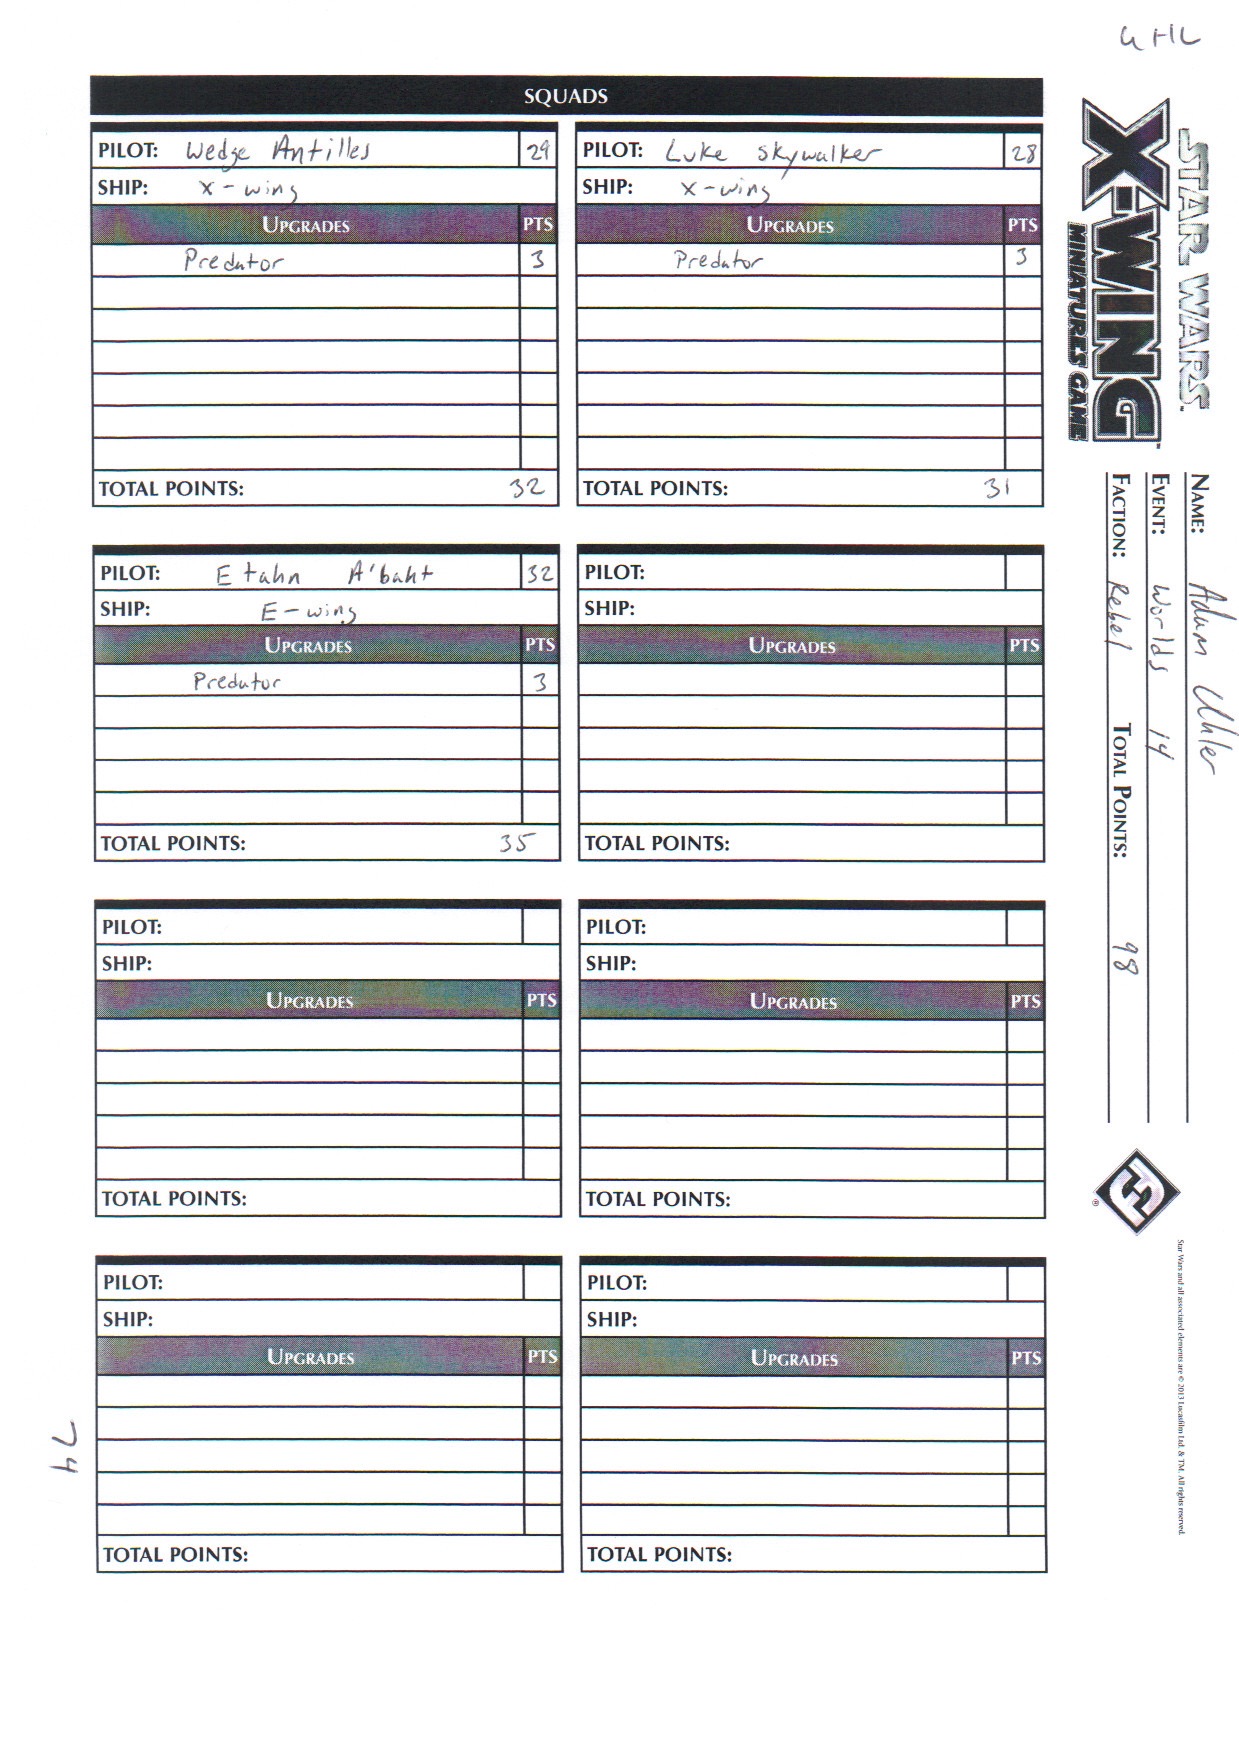 UHL
SQUADS
PILOT: Wedge Antilles 29
SHIP: X-wing
UPGRADES PTS
Predator 3
TOTAL POINTS: 32
PILOT: Luke Skywalker 28
SHIP: X-wing
UPGRADES PTS
Predator 3
TOTAL POINTS: 31
PILOT: Etahn A'baht 32
SHIP: E-wing
UPGRADES PTS
Predator 3
TOTAL POINTS: 35
PILOT:
SHIP:
UPGRADES PTS
TOTAL POINTS:
PILOT:
SHIP:
UPGRADES PTS
TOTAL POINTS:
PILOT:
SHIP:
UPGRADES PTS
TOTAL POINTS:
PILOT:
SHIP:
UPGRADES PTS
TOTAL POINTS:
PILOT:
SHIP:
UPGRADES PTS
TOTAL POINTS:
STAR WARS™
X-WING™
MINIATURES GAME
NAME: Adam Uhler
EVENT: Worlds 14
FACTION: Rebel TOTAL POINTS: 98
®
Star Wars and all associated elements are © 2013 Lucasfilm Ltd. & TM. All rights reserved.
74